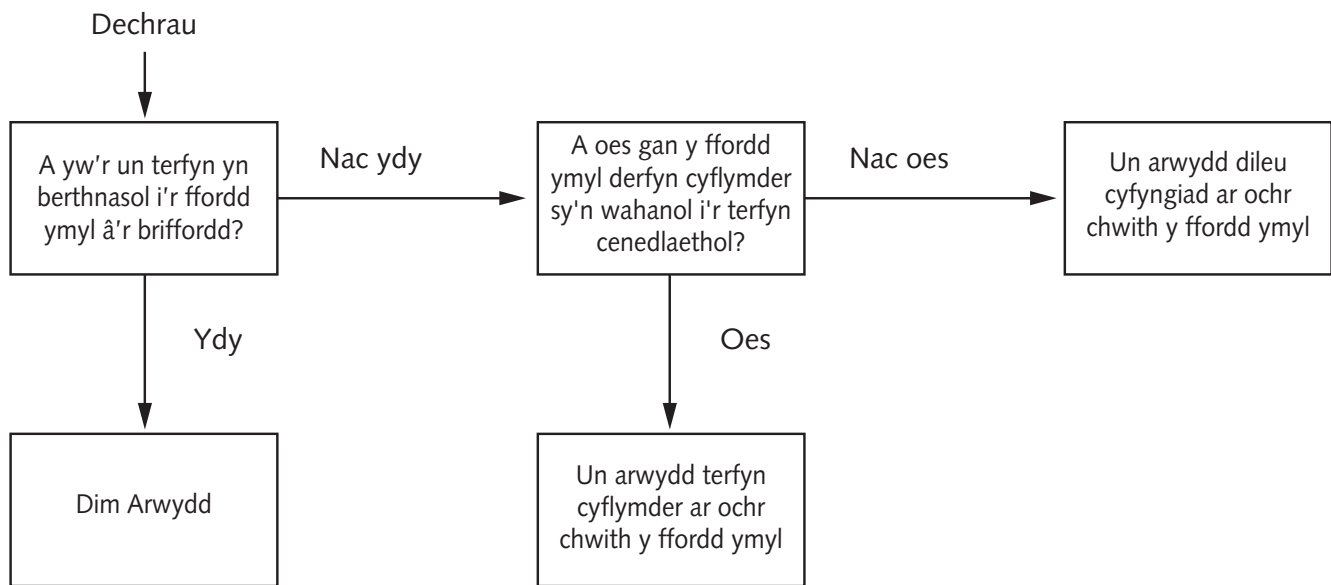 Dechrau
A yw'r un terfyn yn
berthnasol i'r ffordd
ymyl â'r briffordd?
Nac ydy
A oes gan y ffordd
ymyl derfyn cyflymder
sy'n wahanol i'r terfyn
cenedlaethol?
Nac oes
Un arwydd dileu
cyfyngiad ar ochr
chwith y ffordd ymyl
Ydy
Oes
Dim Arwydd
Un arwydd terfyn
cyflymder ar ochr
chwith y ffordd ymyl